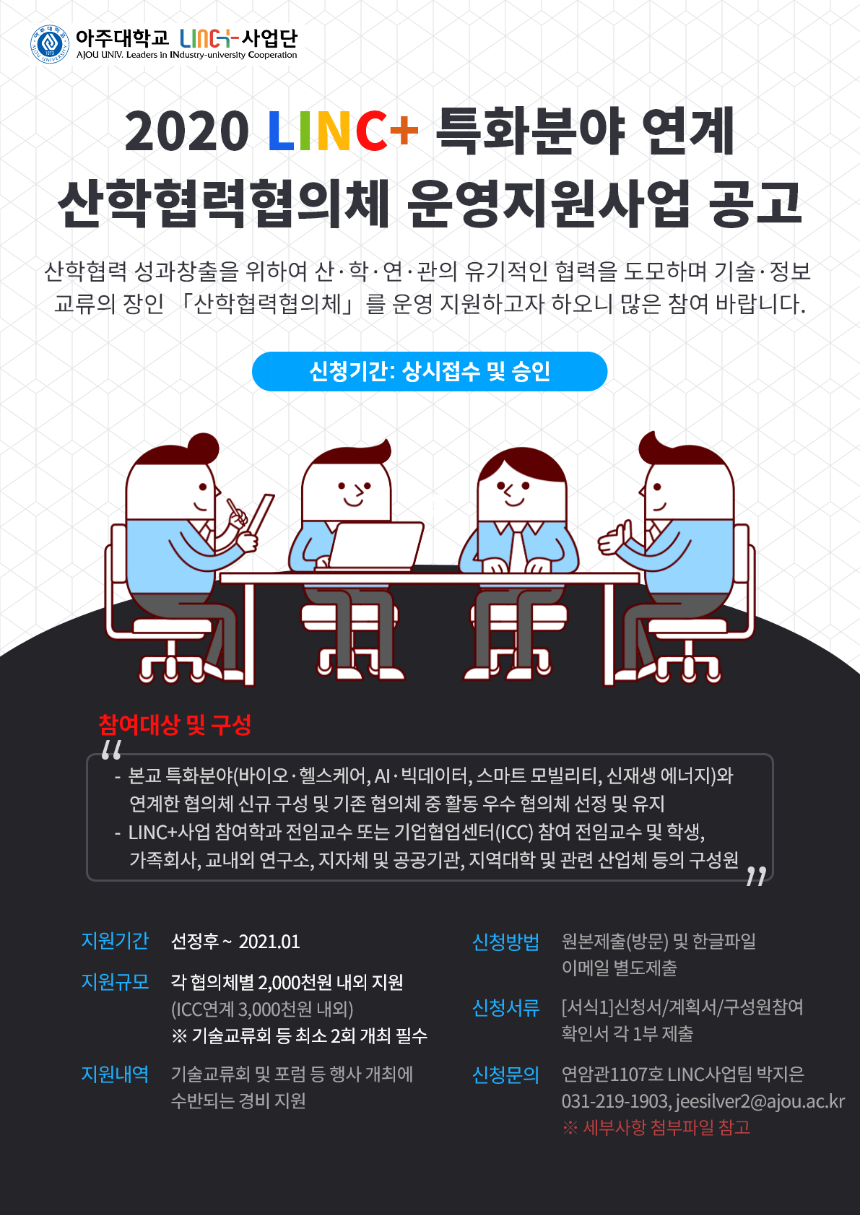 아주대학교 LINC+사업단
AJOU UNIV. Leaders in INdustry-university Cooperation
2020 LINC+ 특화분야 연계
산학협력협의체 운영지원사업 공고
산학협력 성과창출을 위하여 산·학·연·관의 유기적인 협력을 도모하며 기술·정보
교류의 장인 「산학협력협의체」를 운영 지원하고자 하오니 많은 참여 바랍니다.
신청기간: 상시접수 및 승인
참여대상 및 구성
“
- 본교 특화분야(바이오·헬스케어, AI·빅데이터, 스마트 모빌리티, 신재생 에너지)와
연계한 협의체 신규 구성 및 기존 협의체 중 활동 우수 협의체 선정 및 유지
- LINC+사업 참여학과 전임교수 또는 기업협업센터(ICC) 참여 전임교수 및 학생,
가족회사, 교내외 연구소, 지자체 및 공공기관, 지역대학 및 관련 산업체 등의 구성원
”
지원기간 선정후 ~ 2021.01
지원규모 각 협의체별 2,000천원 내외 지원
(ICC연계 3,000천원 내외)
※ 기술교류회 등 최소 2회 개최 필수
지원내역 기술교류회 및 포럼 등 행사 개최에
수반되는 경비 지원
신청방법 원본제출(방문) 및 한글파일
이메일 별도제출
신청서류 [서식1]신청서/계획서/구성원참여
확인서 각 1부 제출
신청문의 연암관1107호 LINC사업팀 박지은
031-219-1903, jeesilver2@ajou.ac.kr
※ 세부사항 첨부파일 참고